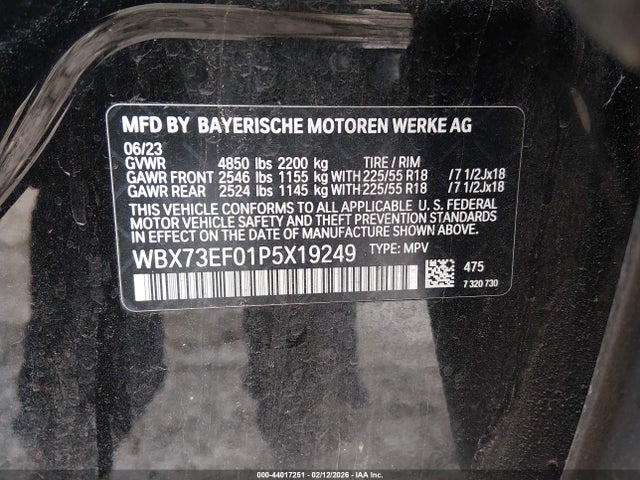 MFD BY BAYERISCHE MOTOREN WERKE AG
06/23
GVWR 4850 lbs 2200 kg TIRE / RIM
GAWR FRONT 2546 lbs 1155 kg WITH 225/55 R18 /7 1/2Jx18
GAWR REAR 2524 lbs 1145 kg WITH 225/55 R18 /7 1/2Jx18
THIS VEHICLE CONFORMS TO ALL APPLICABLE U. S. FEDERAL
MOTOR VEHICLE SAFETY AND THEFT PREVENTION STANDARDS
IN EFFECT ON THE DATE OF MANUFACTURE SHOWN ABOVE.
WBX73EF01P5X19249 TYPE: MPV
475
7 320 730
000-44017251 - 02/12/2026 - IAAI.COM